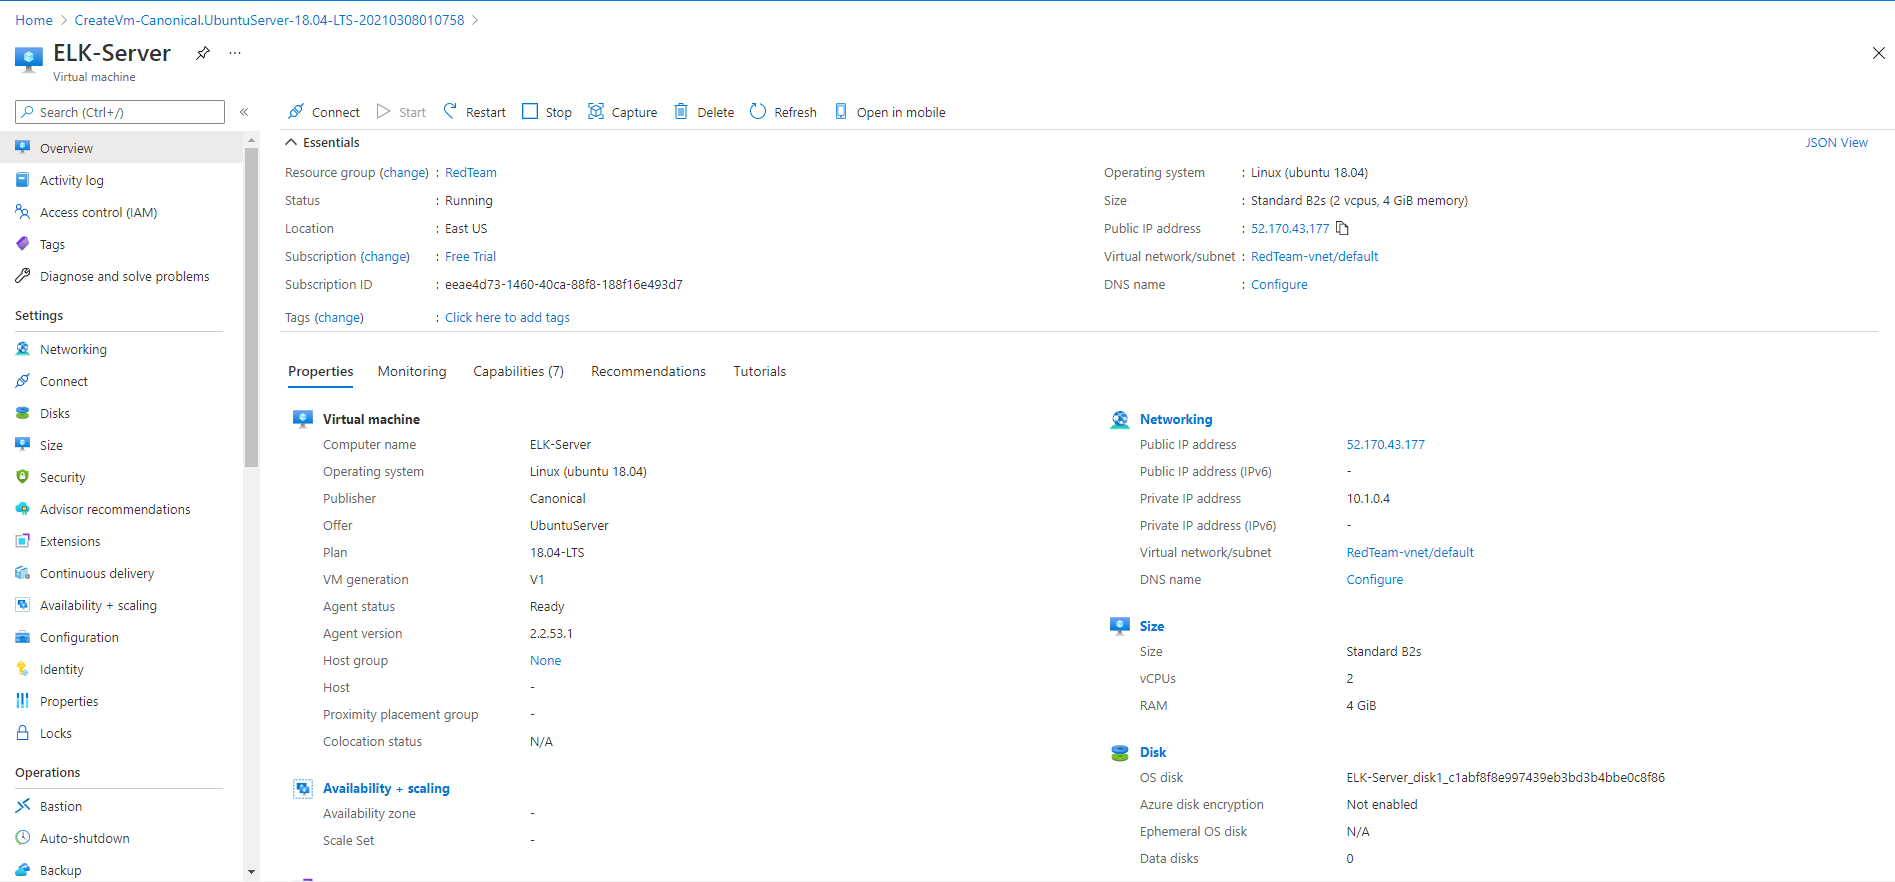 Home > CreateVm-Canonical.UbuntuServer-18.04-LTS-20210308010758 >
ELK-Server ...
Virtual machine
Search (Ctrl+/) «
Overview
Activity log
Access control (IAM)
Tags
Diagnose and solve problems
Settings
Networking
Connect
Disks
Size
Security
Advisor recommendations
Extensions
Continuous delivery
Availability + scaling
Configuration
Identity
Properties
Locks
Operations
Bastion
Auto-shutdown
Backup
Connect Start Restart Stop Capture Delete Refresh Open in mobile
Essentials JSON View
Resource group (change) : RedTeam
Status : Running
Location : East US
Subscription (change) : Free Trial
Subscription ID : eeae4d73-1460-40ca-88f8-188f16e493d7
Tags (change) : Click here to add tags
Operating system : Linux (ubuntu 18.04)
Size : Standard B2s (2 vcpus, 4 GiB memory)
Public IP address : 52.170.43.177
Virtual network/subnet : RedTeam-vnet/default
DNS name : Configure
Properties Monitoring Capabilities (7) Recommendations Tutorials
Virtual machine
Computer name ELK-Server
Operating system Linux (ubuntu 18.04)
Publisher Canonical
Offer UbuntuServer
Plan 18.04-LTS
VM generation V1
Agent status Ready
Agent version 2.2.53.1
Host group None
Host -
Proximity placement group -
Colocation status N/A
Availability + scaling
Availability zone -
Scale Set -
Networking
Public IP address 52.170.43.177
Public IP address (IPv6) -
Private IP address 10.1.0.4
Private IP address (IPv6) -
Virtual network/subnet RedTeam-vnet/default
DNS name Configure
Size
Size Standard B2s
vCPUs 2
RAM 4 GiB
Disk
OS disk ELK-Server_disk1_c1abf8f8e997439eb3bd3b4bbe0c8f86
Azure disk encryption Not enabled
Ephemeral OS disk N/A
Data disks 0